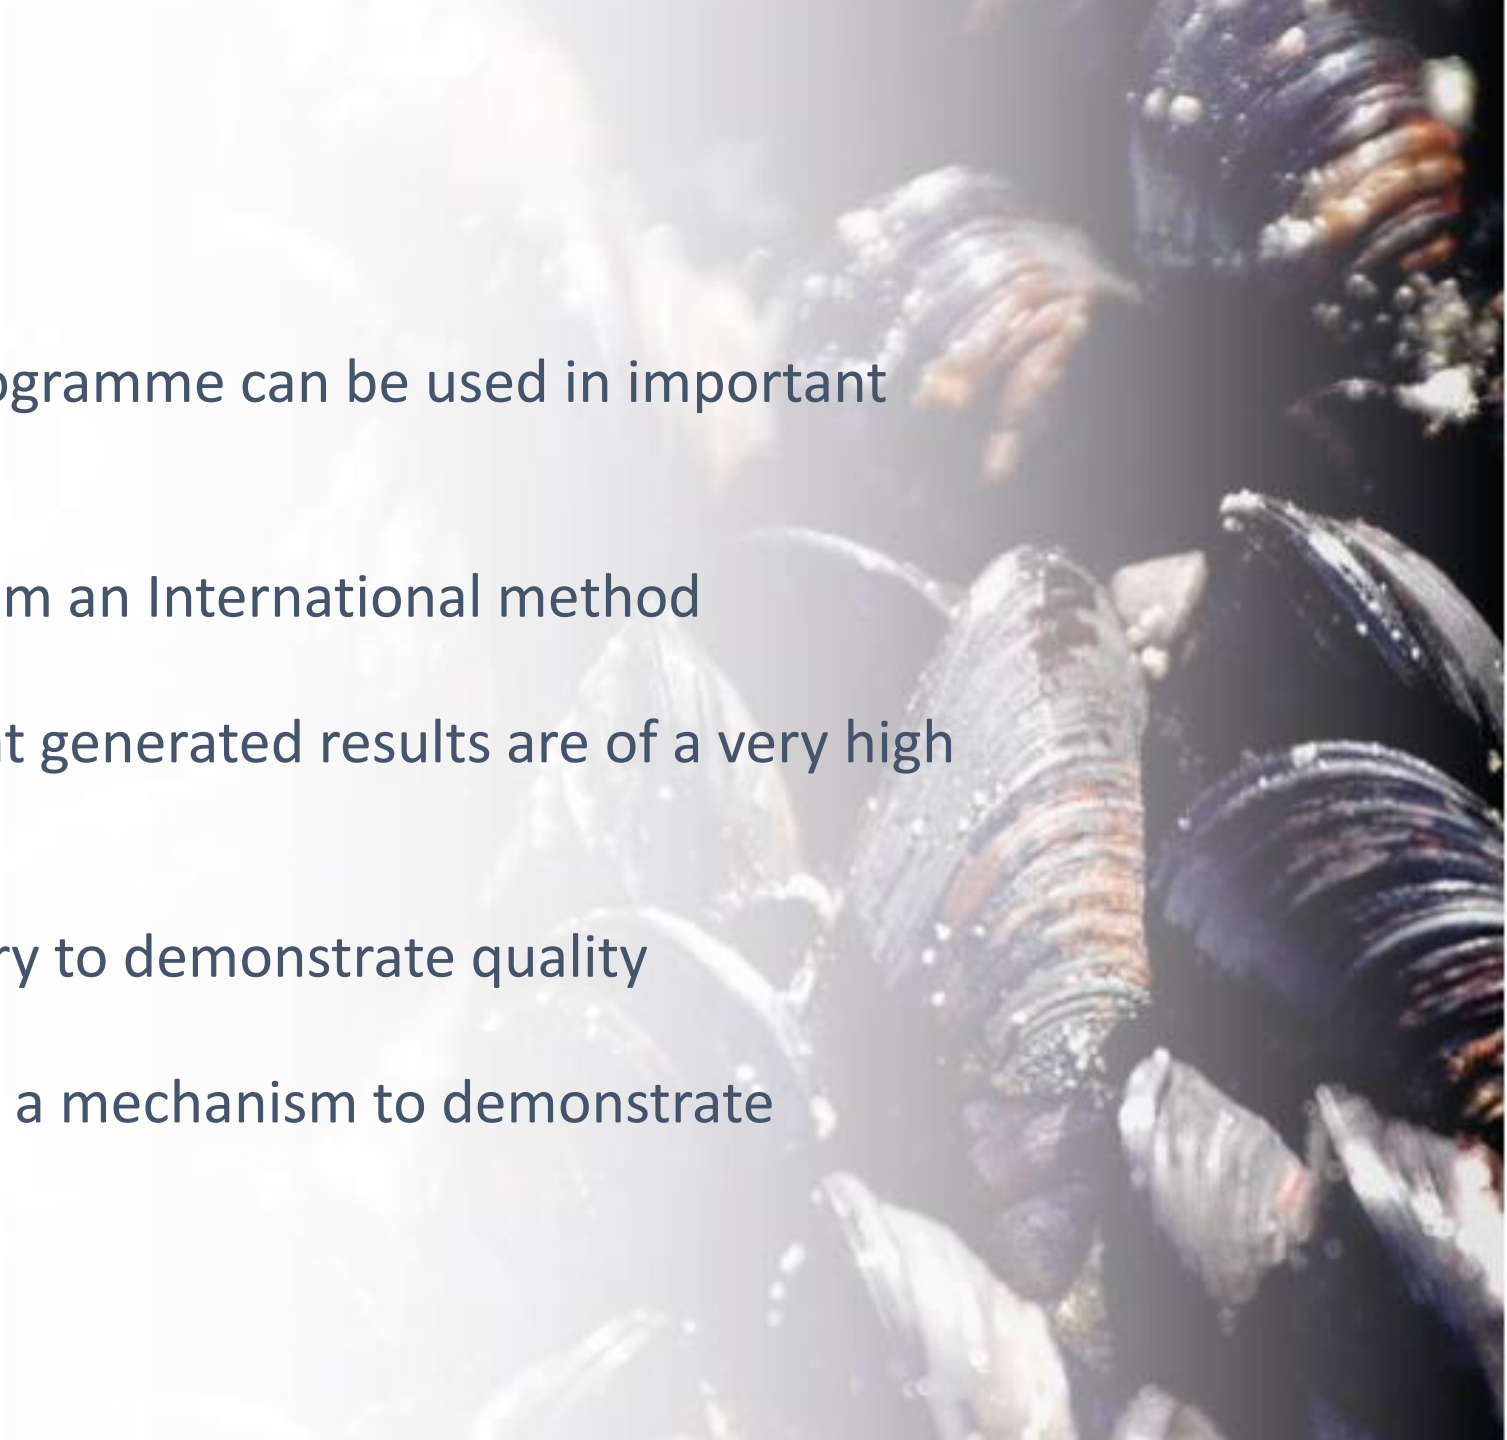 ogramme can be used in important
m an International method
t generated results are of a very high
ry to demonstrate quality
a mechanism to demonstrate